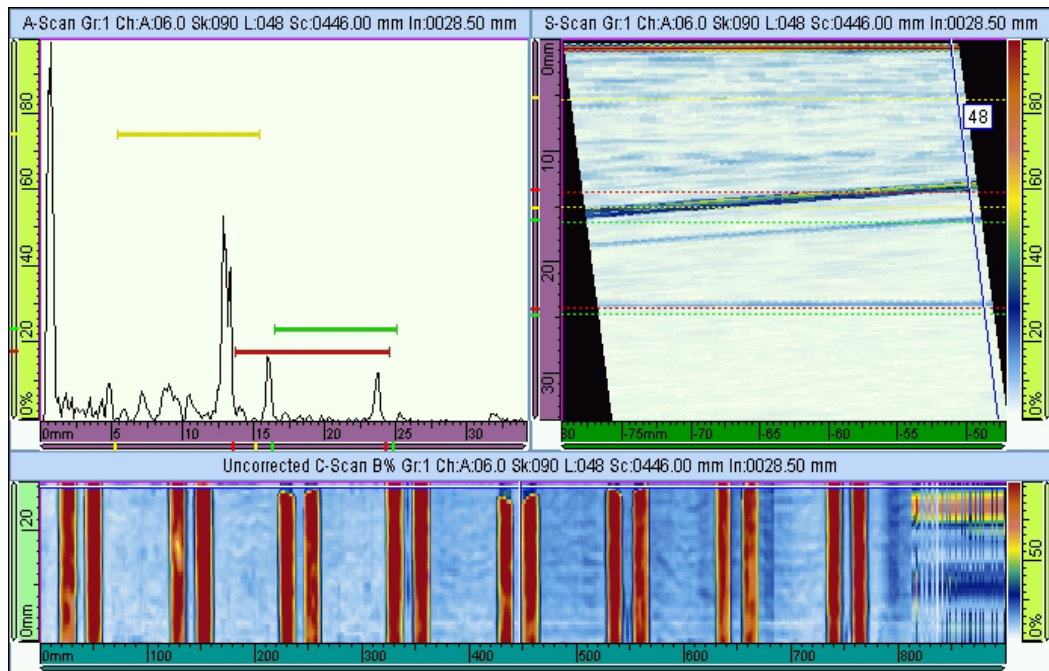 A-Scan Gr:1 Ch:A:06.0 Sk:090 L:048 Sc:0446.00 mm In:0028.50 mm
S-Scan Gr:1 Ch:A:06.0 Sk:090 L:048 Sc:0446.00 mm In:0028.50 mm
80
60
40
20
0%
0mm 5 10 15 20 25 30
0mm
10
20
30
48
80
60
40
20
0%
-80 -75mm -70 -65 -60 -55 -50
Uncorrected C-Scan B% Gr:1 Ch:A:06.0 Sk:090 L:048 Sc:0446.00 mm In:0028.50 mm
20
0mm
0mm 100 200 300 400 500 600 700 800
50
0%